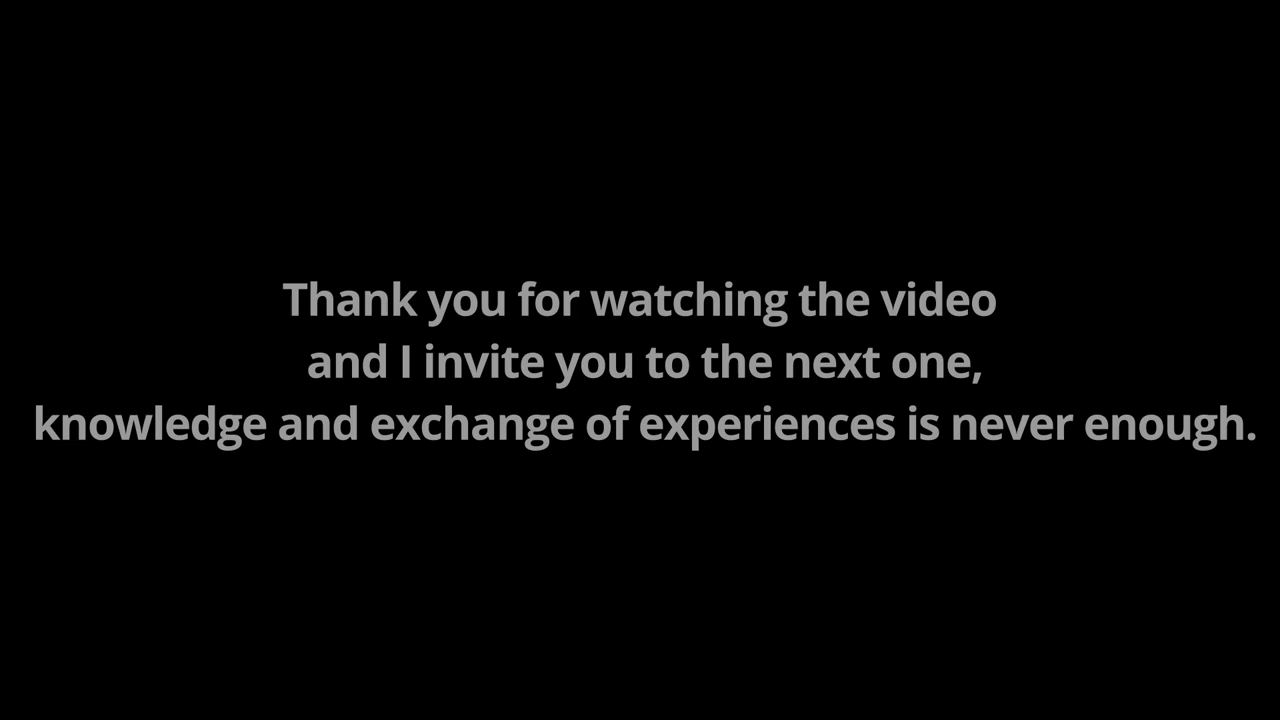 Thank you for watching the video
and I invite you to the next one,
knowledge and exchange of experiences is never enough.